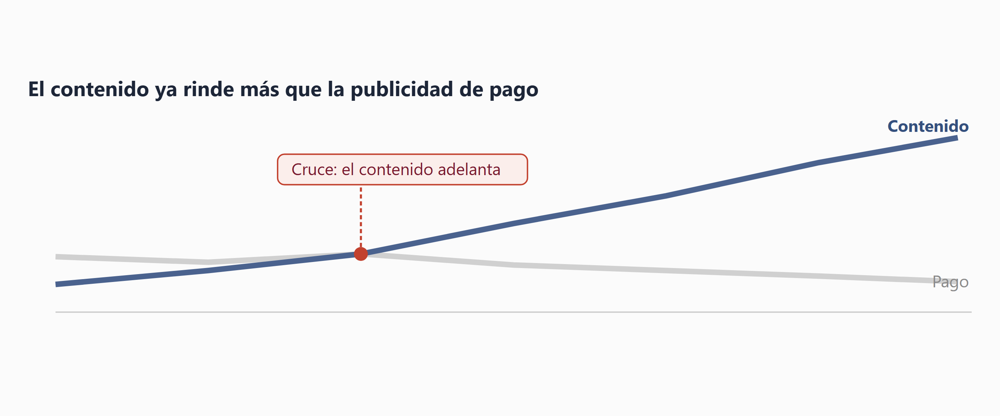 El contenido ya rinde más que la publicidad de pago
Contenido
Cruce: el contenido adelanta
Pago